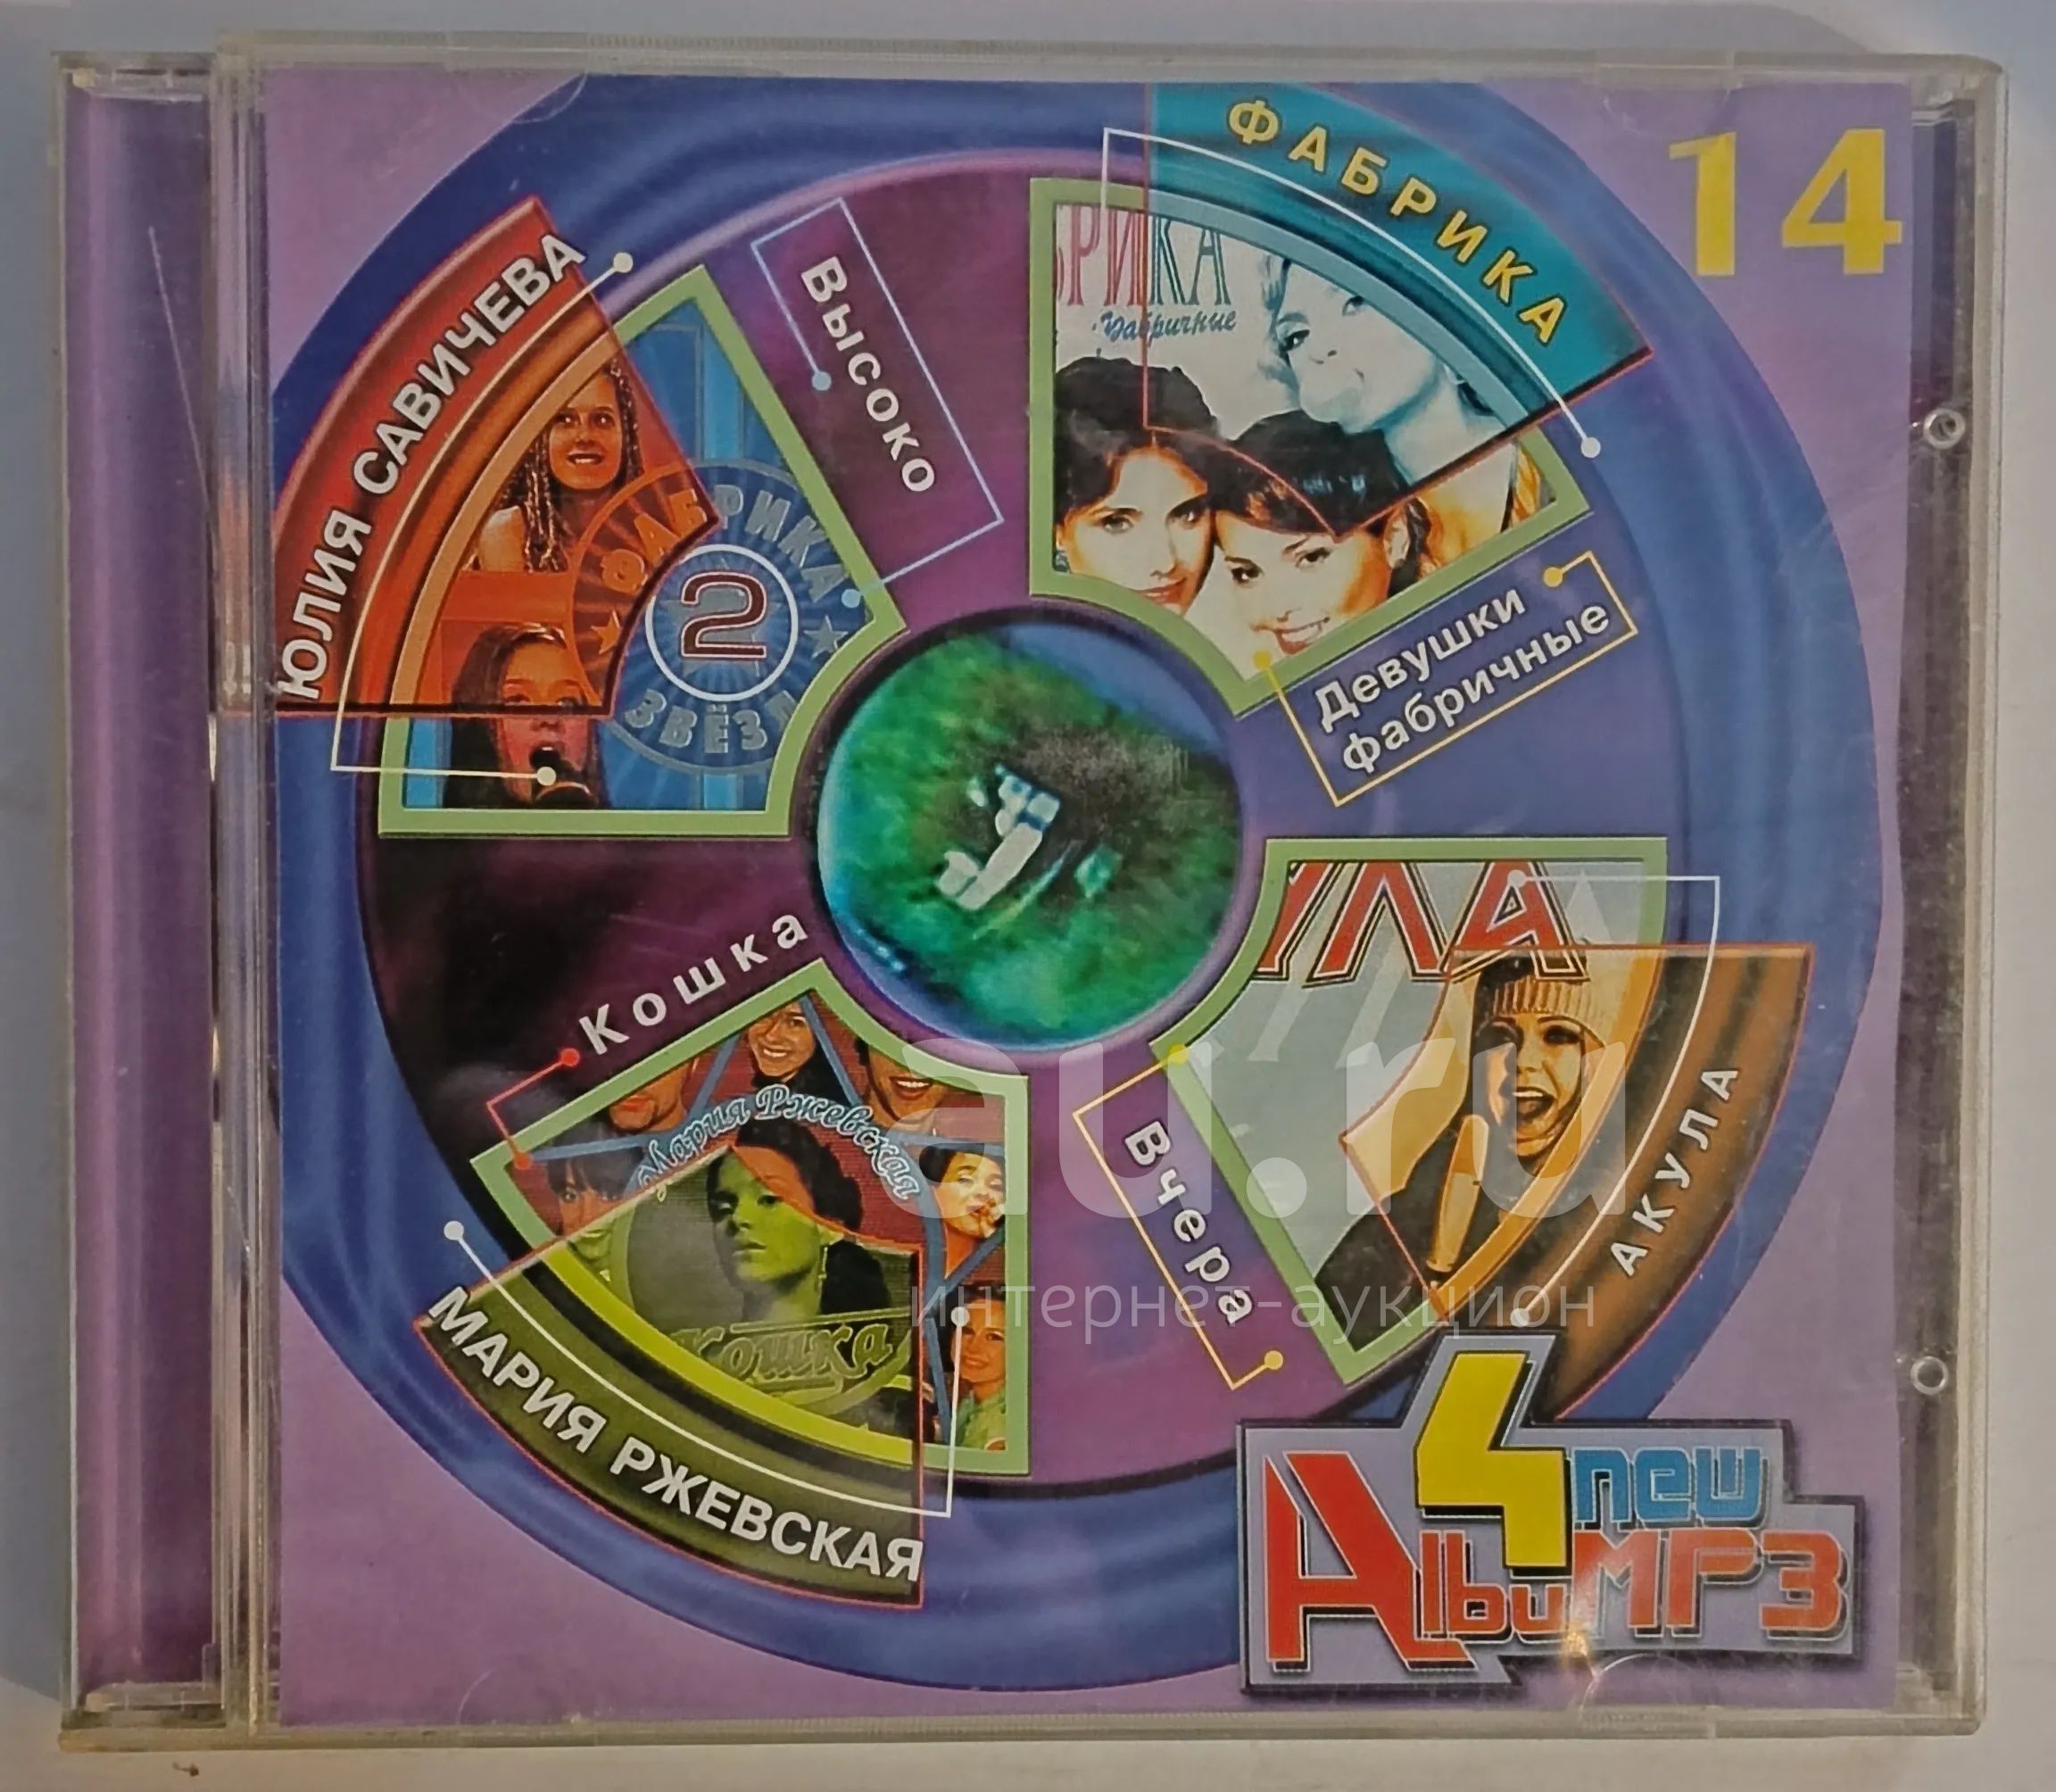 14
ФАБРИКА
РИКА
фабричные
Девушки
фабричные
Высоко
ЮЛИЯ САВИЧЕВА
ФАБРИКА
2
ЗВЁЗД
Кошка
Мария Ржевская
Кошка
МАРИЯ РЖЕВСКАЯ
УЛА
АКУЛА
Вчера
au.ru
интернет-аукцион
4 new
AlbuMP3